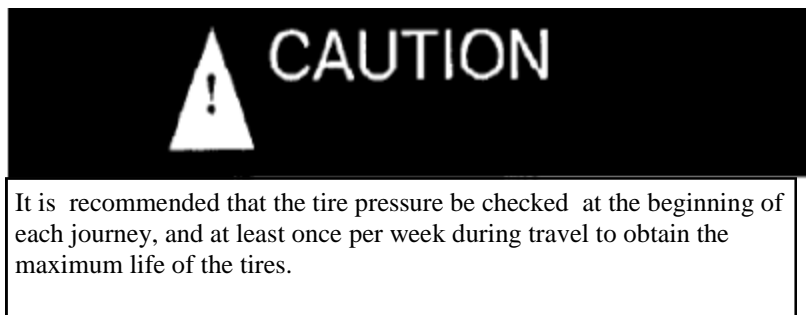 ! CAUTION
It is recommended that the tire pressure be checked at the beginning of
each journey, and at least once per week during travel to obtain the
maximum life of the tires.